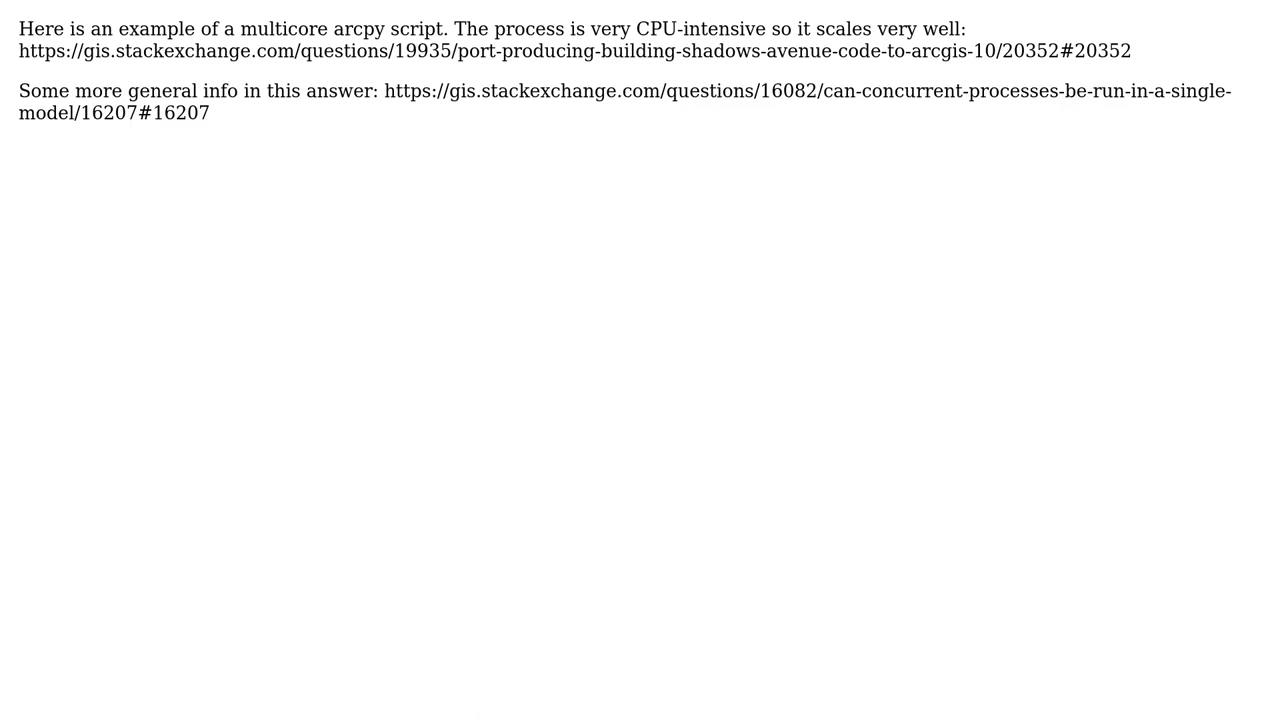 Here is an example of a multicore arcpy script. The process is very CPU-intensive so it scales very well:
https://gis.stackexchange.com/questions/19935/port-producing-building-shadows-avenue-code-to-arcgis-10/20352#20352
Some more general info in this answer: https://gis.stackexchange.com/questions/16082/can-concurrent-processes-be-run-in-a-single-
model/16207#16207